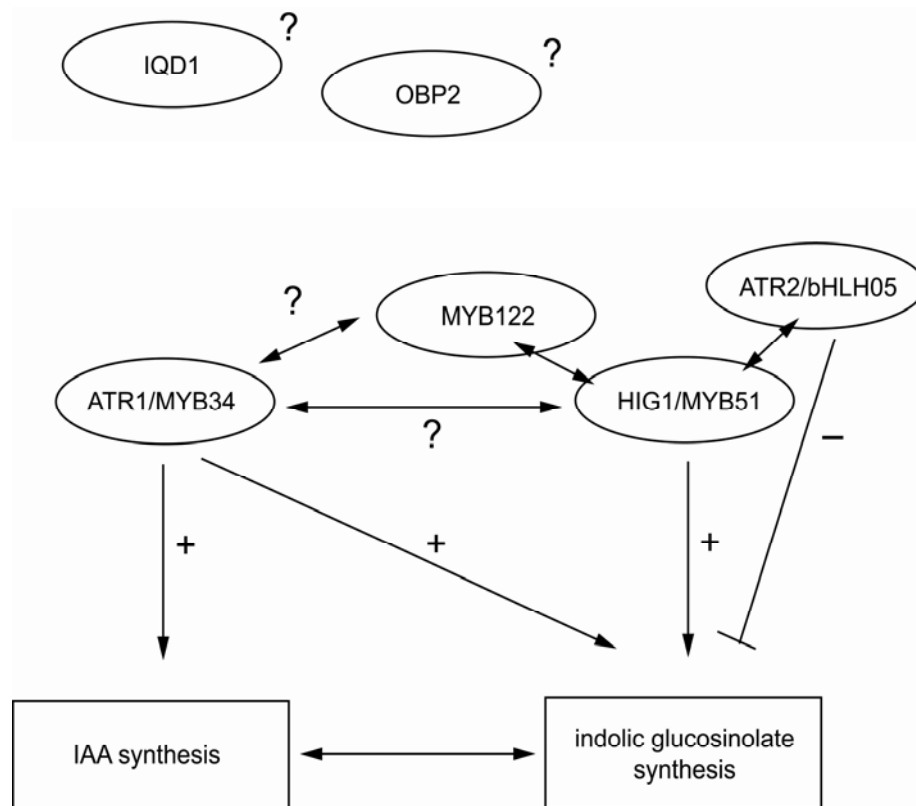 ?
IQD1
?
OBP2
ATR2/bHLH05
?
MYB122
ATR1/MYB34
HIG1/MYB51
?
–
+
+
+
IAA synthesis
indolic glucosinolate
synthesis